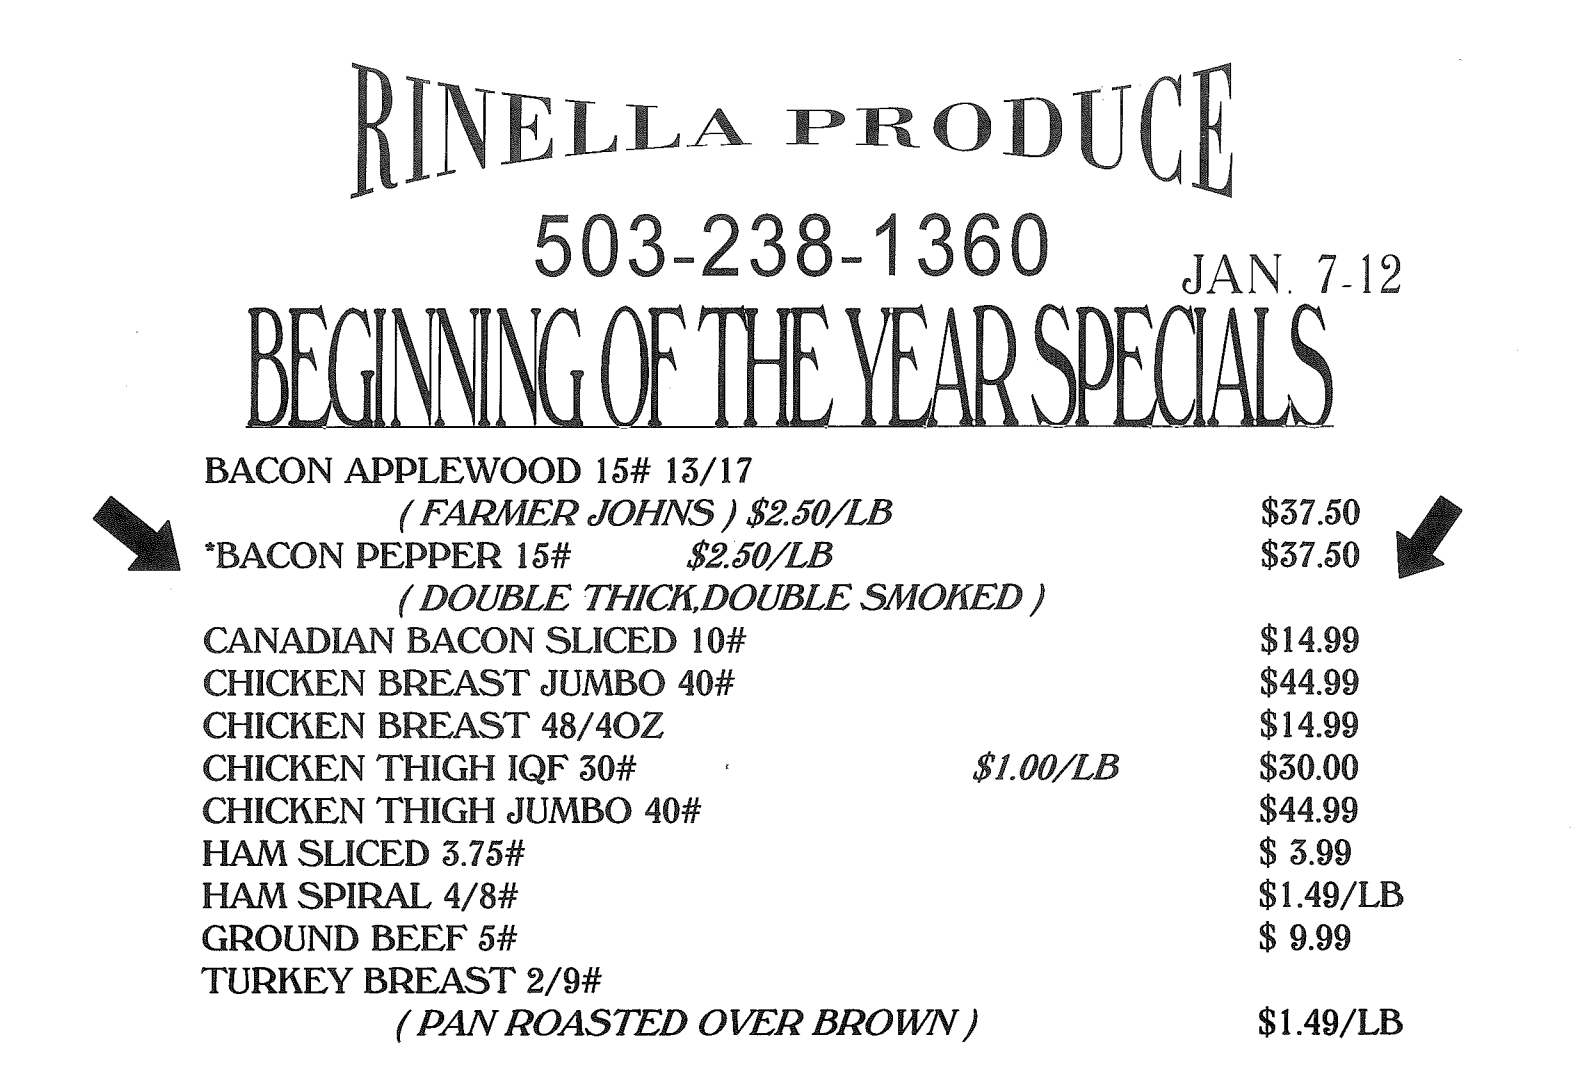 RINELLA PRODUCE
503-238-1360
JAN. 7-12
BEGINNING OF THE YEAR SPECIALS
BACON APPLEWOOD 15# 13/17
( FARMER JOHNS ) $2.50/LB $37.50
*BACON PEPPER 15# $2.50/LB $37.50
( DOUBLE THICK,DOUBLE SMOKED )
CANADIAN BACON SLICED 10# $14.99
CHICKEN BREAST JUMBO 40# $44.99
CHICKEN BREAST 48/4OZ $14.99
CHICKEN THIGH IQF 30# $1.00/LB $30.00
CHICKEN THIGH JUMBO 40# $44.99
HAM SLICED 3.75# $ 3.99
HAM SPIRAL 4/8# $1.49/LB
GROUND BEEF 5# $ 9.99
TURKEY BREAST 2/9#
( PAN ROASTED OVER BROWN ) $1.49/LB